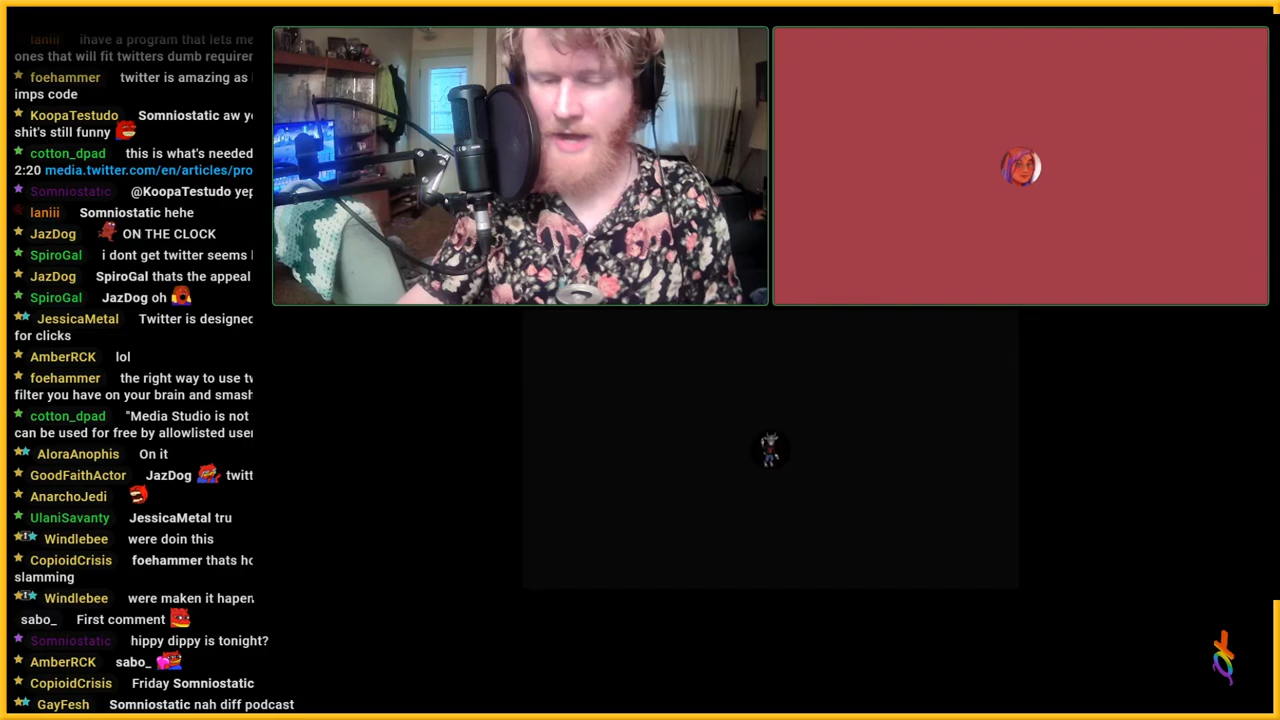 laniii ihave a program that lets me
ones that will fit twitters dumb requirer
foehammer twitter is amazing as
imps code
KoopaTestudo Somniostatic aw y
shit's still funny
cotton_dpad this is what's needed
2:20 media.twitter.com/en/articles/pro
Somniostatic @KoopaTestudo yep
laniii Somniostatic hehe
JazDog ON THE CLOCK
SpiroGal i dont get twitter seems
JazDog SpiroGal thats the appeal
SpiroGal JazDog oh
JessicaMetal Twitter is designed
for clicks
AmberRCK lol
foehammer the right way to use tw
filter you have on your brain and smash
cotton_dpad "Media Studio is not
can be used for free by allowlisted user
AloraAnophis On it
GoodFaithActor JazDog twitt
AnarchoJedi
UlaniSavanty JessicaMetal tru
Windlebee were doin this
CopioidCrisis foehammer thats ho
slamming
Windlebee were maken it hapen
sabo_ First comment
Somniostatic hippy dippy is tonight?
AmberRCK sabo_
CopioidCrisis Friday Somniostatic
GayFesh Somniostatic nah diff podcast